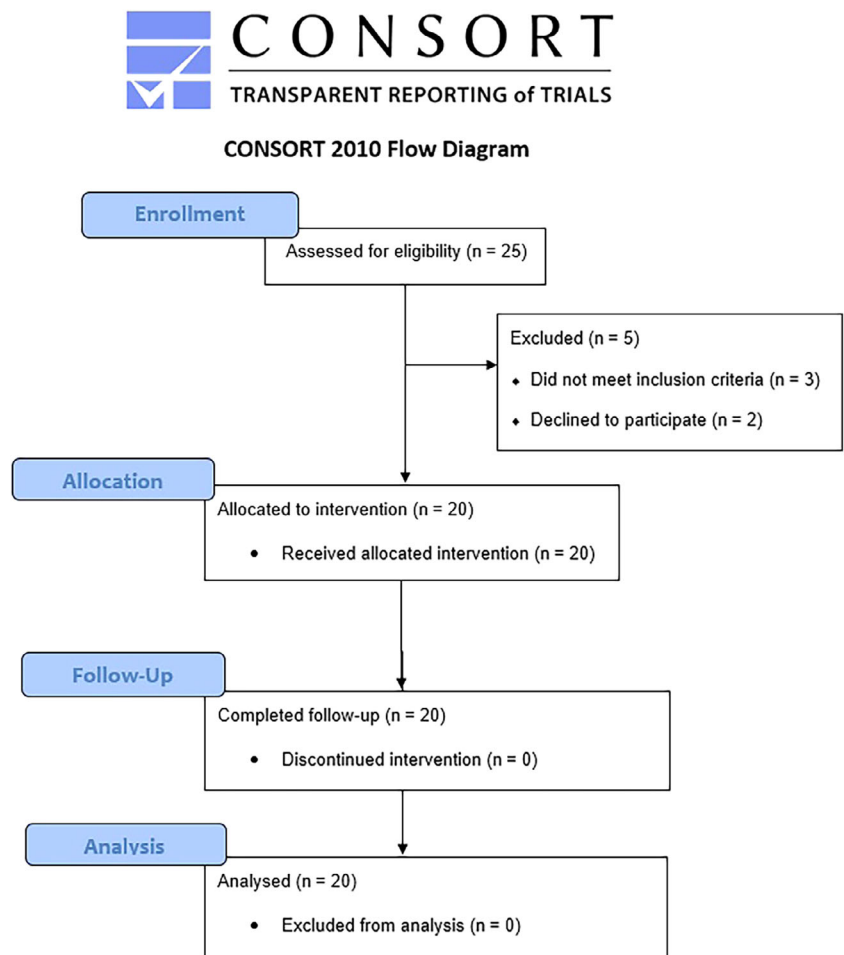 CONSORT
TRANSPARENT REPORTING of TRIALS
CONSORT 2010 Flow Diagram
Enrollment
Assessed for eligibility (n = 25)
Excluded (n = 5)
⬥ Did not meet inclusion criteria (n = 3)
⬥ Declined to participate (n = 2)
Allocation
Allocated to intervention (n = 20)
• Received allocated intervention (n = 20)
Follow-Up
Completed follow-up (n = 20)
• Discontinued intervention (n = 0)
Analysis
Analysed (n = 20)
• Excluded from analysis (n = 0)